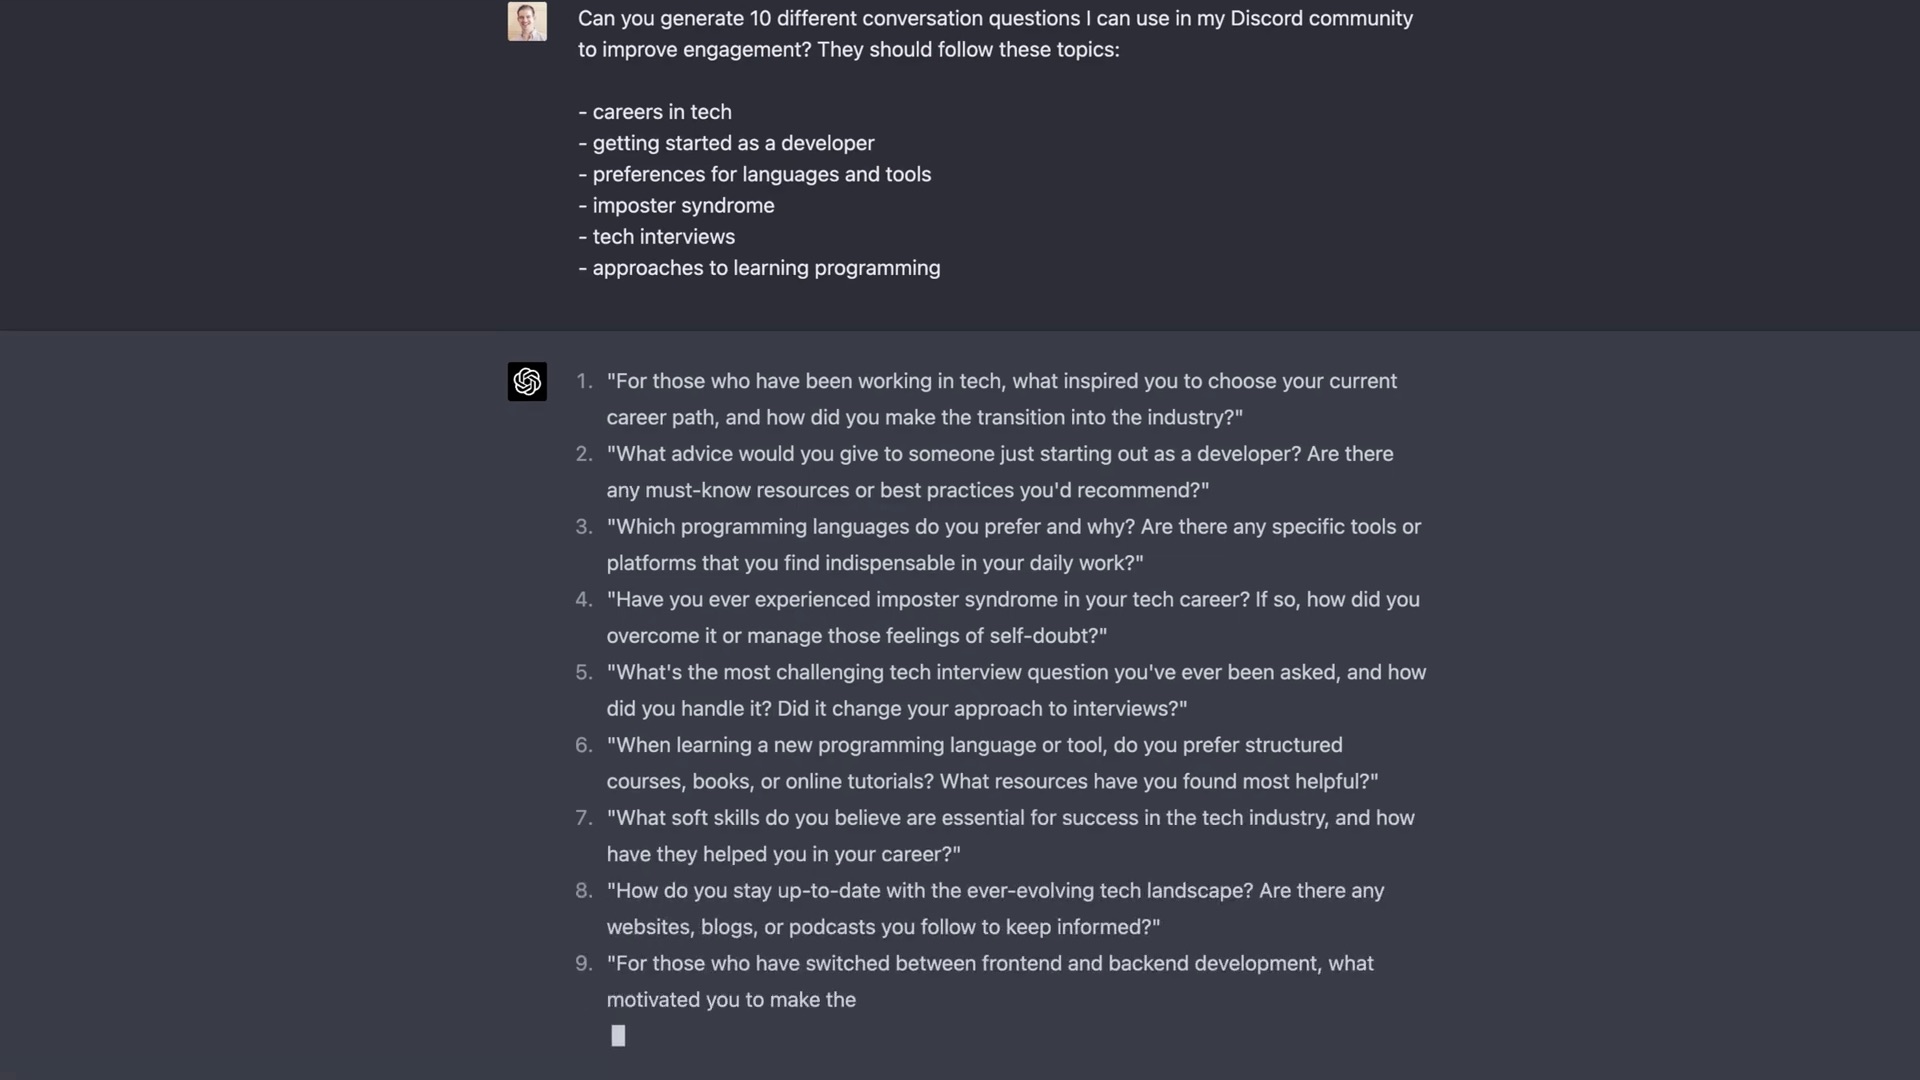 Can you generate 10 different conversation questions I can use in my Discord community
to improve engagement? They should follow these topics:
- careers in tech
- getting started as a developer
- preferences for languages and tools
- imposter syndrome
- tech interviews
- approaches to learning programming
1. "For those who have been working in tech, what inspired you to choose your current
career path, and how did you make the transition into the industry?"
2. "What advice would you give to someone just starting out as a developer? Are there
any must-know resources or best practices you'd recommend?"
3. "Which programming languages do you prefer and why? Are there any specific tools or
platforms that you find indispensable in your daily work?"
4. "Have you ever experienced imposter syndrome in your tech career? If so, how did you
overcome it or manage those feelings of self-doubt?"
5. "What's the most challenging tech interview question you've ever been asked, and how
did you handle it? Did it change your approach to interviews?"
6. "When learning a new programming language or tool, do you prefer structured
courses, books, or online tutorials? What resources have you found most helpful?"
7. "What soft skills do you believe are essential for success in the tech industry, and how
have they helped you in your career?"
8. "How do you stay up-to-date with the ever-evolving tech landscape? Are there any
websites, blogs, or podcasts you follow to keep informed?"
9. "For those who have switched between frontend and backend development, what
motivated you to make the